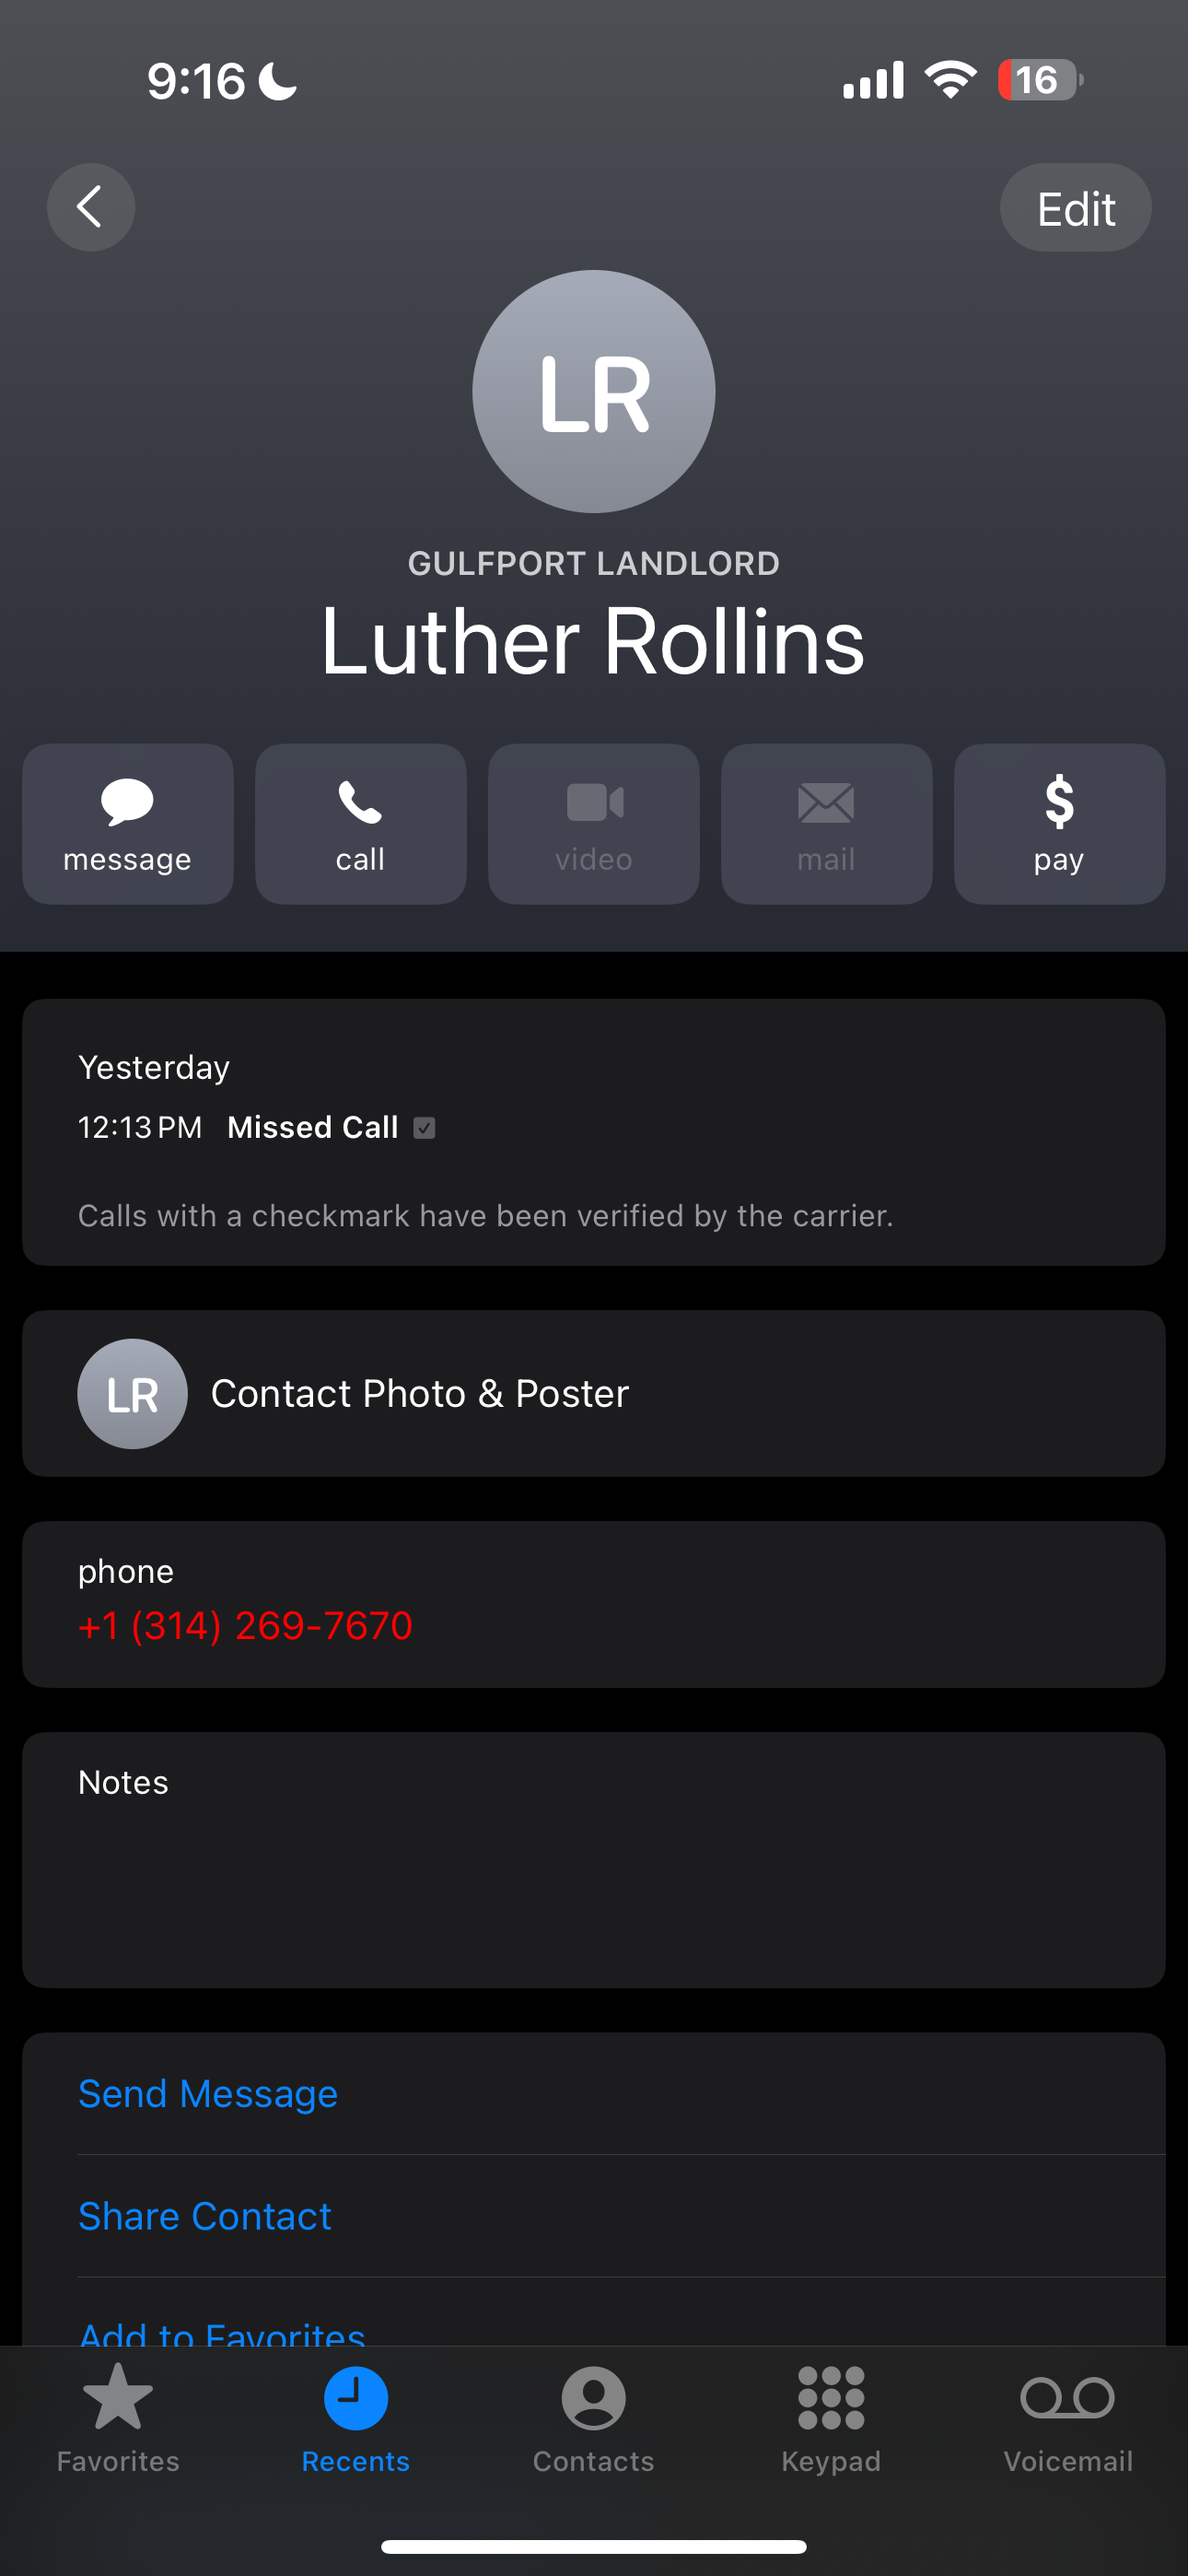 9:16
16
Edit
LR
GULFPORT LANDLORD
Luther Rollins
message call video mail pay
Yesterday
12:13 PM Missed Call
Calls with a checkmark have been verified by the carrier.
LR Contact Photo & Poster
phone
+1 (314) 269-7670
Notes
Send Message
Share Contact
Add to Favorites
Favorites Recents Contacts Keypad Voicemail